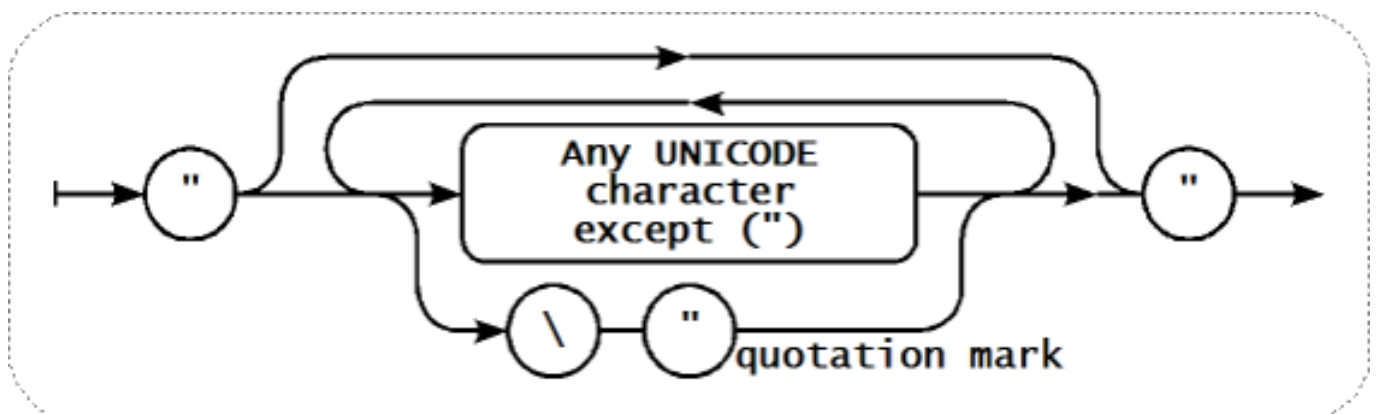 "
Any UNICODE
character
except (")
"
\
"
quotation mark